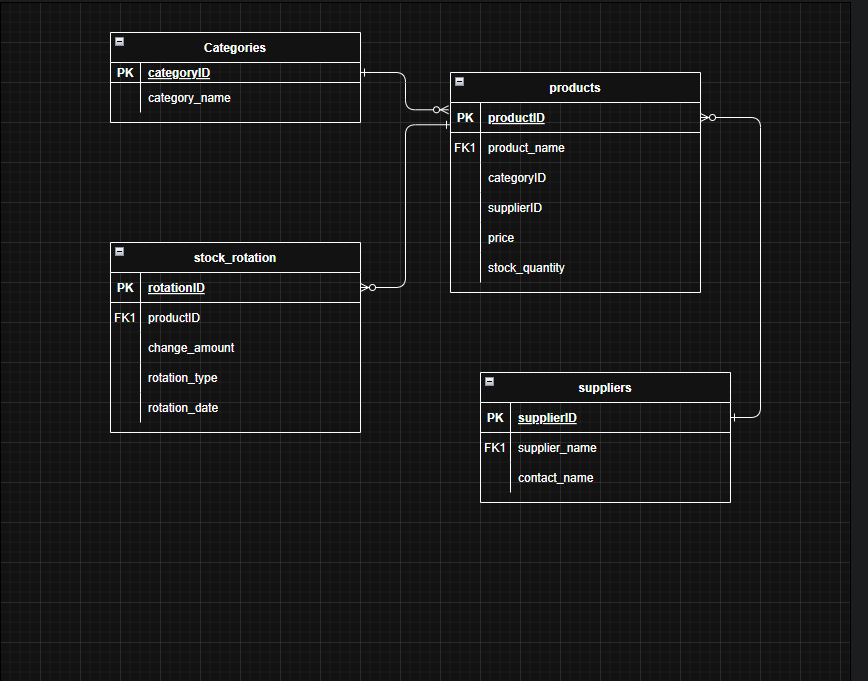 Categories
PK categoryID
category_name
products
PK productID
FK1 product_name
categoryID
supplierID
price
stock_quantity
stock_rotation
PK rotationID
FK1 productID
change_amount
rotation_type
rotation_date
suppliers
PK supplierID
FK1 supplier_name
contact_name